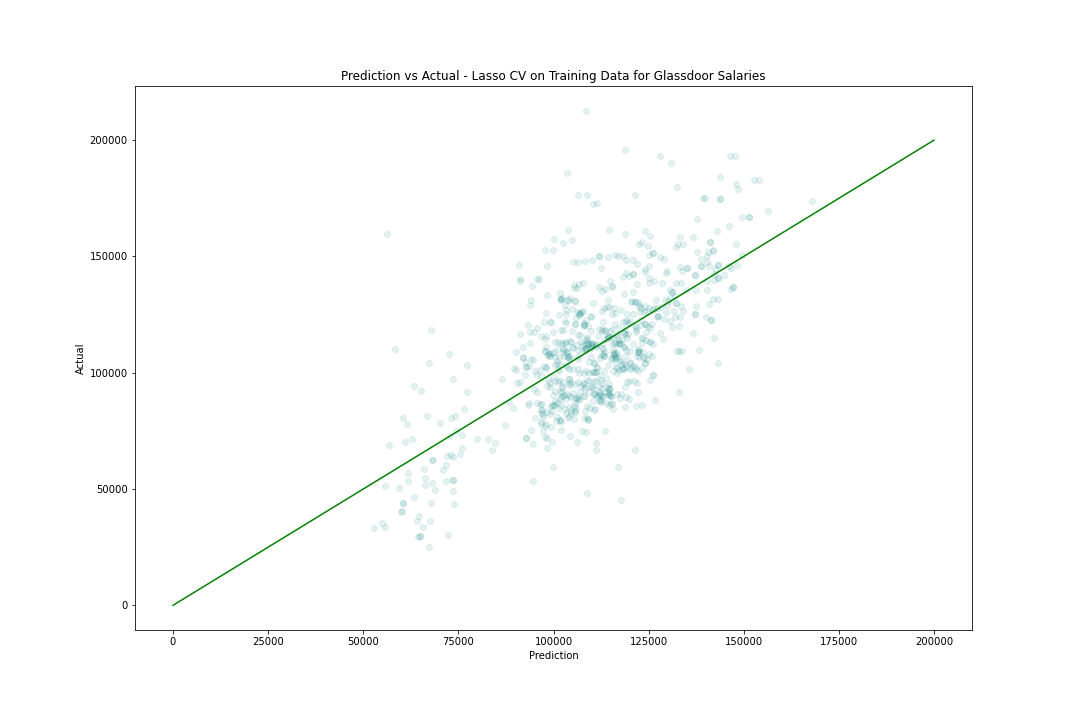 Prediction vs Actual - Lasso CV on Training Data for Glassdoor Salaries
200000
150000
100000
50000
0
Actual
0 25000 50000 75000 100000 125000 150000 175000 200000
Prediction